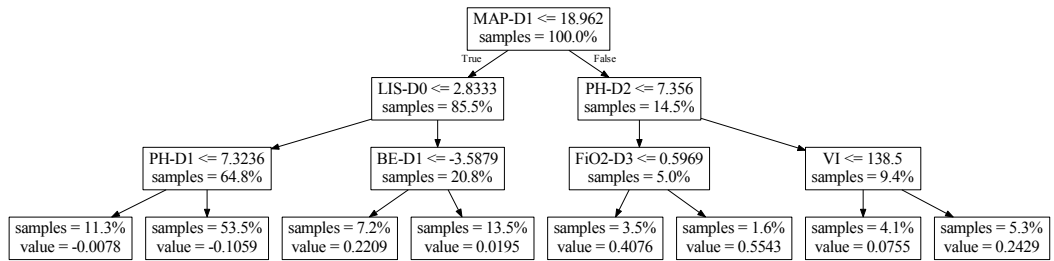 MAP-D1 <= 18.962
samples = 100.0%
True
False
LIS-D0 <= 2.8333
samples = 85.5%
PH-D2 <= 7.356
samples = 14.5%
PH-D1 <= 7.3236
samples = 64.8%
BE-D1 <= -3.5879
samples = 20.8%
FiO2-D3 <= 0.5969
samples = 5.0%
VI <= 138.5
samples = 9.4%
samples = 11.3%
value = -0.0078
samples = 53.5%
value = -0.1059
samples = 7.2%
value = 0.2209
samples = 13.5%
value = 0.0195
samples = 3.5%
value = 0.4076
samples = 1.6%
value = 0.5543
samples = 4.1%
value = 0.0755
samples = 5.3%
value = 0.2429